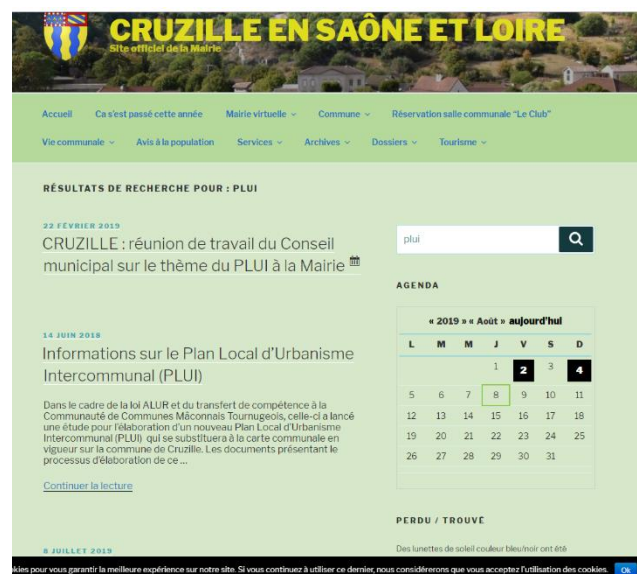 CRUZILLE EN SAÔNE ET LOIRE
Site officiel de la Mairie
Accueil Ca s'est passé cette année Mairie virtuelle Commune Réservation salle communale "Le Club"
Vie communale Avis à la population Services Archives Dossiers Tourisme
RÉSULTATS DE RECHERCHE POUR : PLUI
22 FÉVRIER 2019
CRUZILLE : réunion de travail du Conseil
municipal sur le thème du PLUI à la Mairie
14 JUIN 2018
Informations sur le Plan Local d'Urbanisme
Intercommunal (PLUI)
Dans le cadre de la loi ALUR et du transfert de compétence à la
Communauté de Communes Mâconnais Tournugeois, celle-ci a lancé
une étude pour l'élaboration d'un nouveau Plan Local d'Urbanisme
Intercommunal (PLUI) qui se substituera à la carte communale en
vigueur sur la commune de Cruzille. Les documents présentant le
processus d'élaboration de ce ...
Continuer la lecture
8 JUILLET 2019
plui
AGENDA
« 2019 » « Août » aujourd'hui
L M M J V S D
1 2 3 4
5 6 7 8 9 10 11
12 13 14 15 16 17 18
19 20 21 22 23 24 25
26 27 28 29 30 31
PERDU / TROUVÉ
Des lunettes de soleil couleur bleu/noir ont été
kies pour vous garantir la meilleure expérience sur notre site. Si vous continuez à utiliser ce dernier, nous considérerons que vous acceptez l'utilisation des cookies. Ok